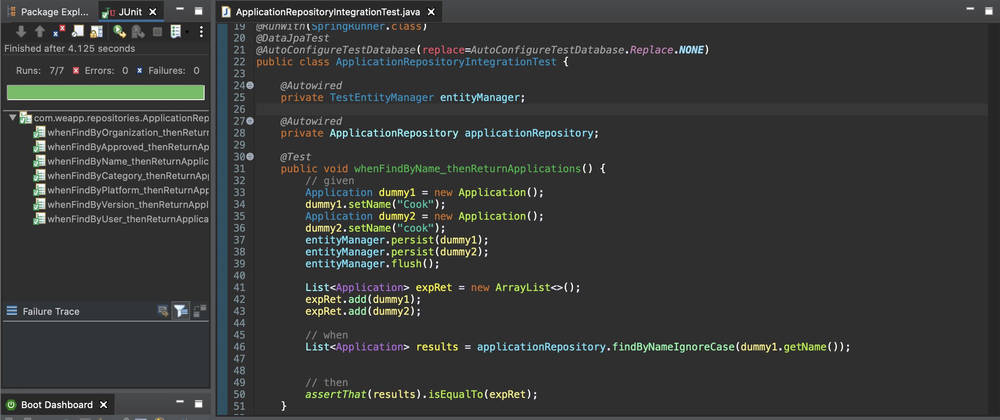 Package Expl...
JUnit
Finished after 4.125 seconds
Runs: 7/7 Errors: 0 Failures: 0
com.weapp.repositories.ApplicationRep
whenFindByOrganization_thenReturn
whenFindByApproved_thenReturnAp
whenFindByName_thenReturnApplic
whenFindByCategory_thenReturnApp
whenFindByPlatform_thenReturnApp
whenFindByVersion_thenReturnAppl
whenFindByUser_thenReturnApplica
Failure Trace
Boot Dashboard
ApplicationRepositoryIntegrationTest.java
19 @RunWith(SpringRunner.class)
20 @DataJpaTest
21 @AutoConfigureTestDatabase(replace=AutoConfigureTestDatabase.Replace.NONE)
22 public class ApplicationRepositoryIntegrationTest {
23
24 @Autowired
25 private TestEntityManager entityManager;
26
27 @Autowired
28 private ApplicationRepository applicationRepository;
29
30 @Test
31 public void whenFindByName_thenReturnApplications() {
32 // given
33 Application dummy1 = new Application();
34 dummy1.setName("Cook");
35 Application dummy2 = new Application();
36 dummy2.setName("cook");
37 entityManager.persist(dummy1);
38 entityManager.persist(dummy2);
39 entityManager.flush();
40
41 List<Application> expRet = new ArrayList<>();
42 expRet.add(dummy1);
43 expRet.add(dummy2);
44
45 // when
46 List<Application> results = applicationRepository.findByNameIgnoreCase(dummy1.getName());
47
48
49 // then
50 assertThat(results).isEqualTo(expRet);
51 }